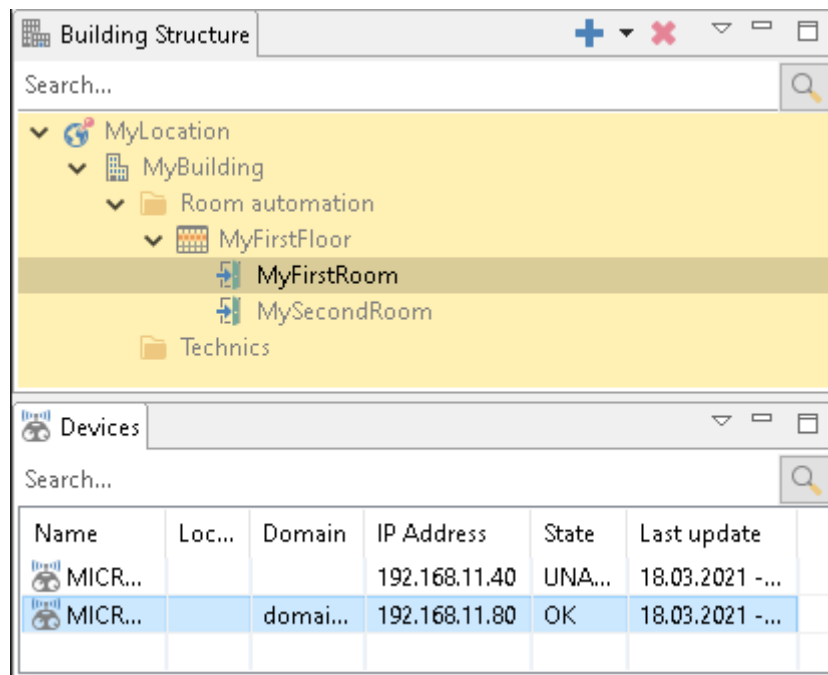 Building Structure
Search...
MyLocation
MyBuilding
Room automation
MyFirstFloor
MyFirstRoom
MySecondRoom
Technics
Devices
Search...
Name Loc... Domain IP Address State Last update
MICR... 192.168.11.40 UNA... 18.03.2021 -...
MICR... domai... 192.168.11.80 OK 18.03.2021 -...